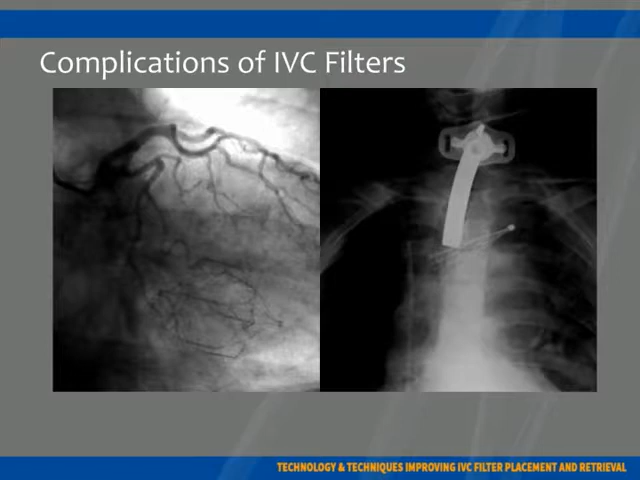 Complications of IVC Filters
TECHNOLOGY & TECHNIQUES IMPROVING IVC FILTER PLACEMENT AND RETRIEVAL